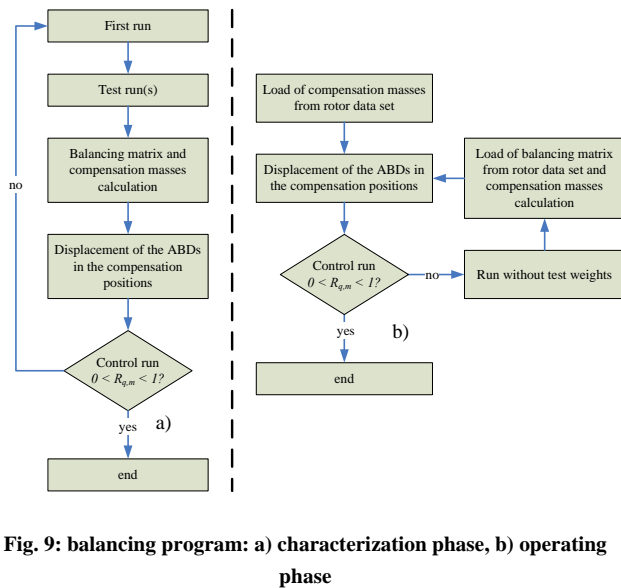 First run
Test run(s)
Balancing matrix and
compensation masses
calculation
no
Displacement of the ABDs
in the compensation
positions
Control run
0 < Rq,m < 1?
yes
a)
end
Load of compensation masses
from rotor data set
Displacement of the ABDs in
the compensation positions
Load of balancing matrix
from rotor data set and
compensation masses
calculation
Control run
0 < Rq,m < 1?
no
Run without test weights
yes
b)
end
Fig. 9: balancing program: a) characterization phase, b) operating
phase